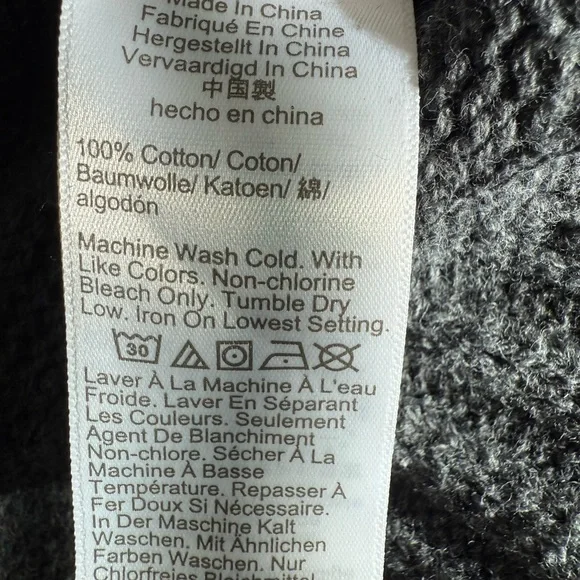 Made In China
Fabriqué En Chine
Hergestellt In China
Vervaardigd In China
中国製
hecho en china
100% Cotton/ Coton/
Baumwolle/ Katoen/ 綿/
algodón
Machine Wash Cold. With
Like Colors. Non-chlorine
Bleach Only. Tumble Dry
Low. Iron On Lowest Setting.
30
Laver À La Machine À L'eau
Froide. Laver En Séparant
Les Couleurs. Seulement
Agent De Blanchiment
Non-chlore. Sécher À La
Machine À Basse
Température. Repasser À
Fer Doux Si Nécessaire.
In Der Maschine Kalt
Waschen. Mit Ähnlichen
Farben Waschen. Nur
Chlorfreies Bleichmittel